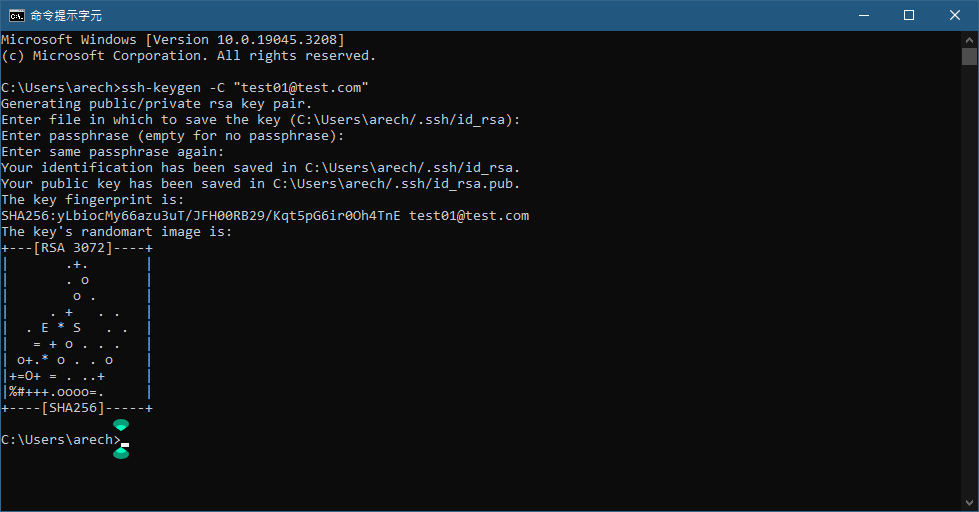 命令提示字元
Microsoft Windows [Version 10.0.19045.3208]
(c) Microsoft Corporation. All rights reserved.
C:\Users\arech>ssh-keygen -C "test01@test.com"
Generating public/private rsa key pair.
Enter file in which to save the key (C:\Users\arech/.ssh/id_rsa):
Enter passphrase (empty for no passphrase):
Enter same passphrase again:
Your identification has been saved in C:\Users\arech/.ssh/id_rsa.
Your public key has been saved in C:\Users\arech/.ssh/id_rsa.pub.
The key fingerprint is:
SHA256:yLbiocMy66azu3uT/JFH00RB29/Kqt5pG6ir0Oh4TnE test01@test.com
The key's randomart image is:
+---[RSA 3072]----+
|       .+.       |
|       . o       |
|        o .      |
|     . +   . .   |
|  . E * S   . .  |
|   = + o . . .   |
| o+.* o . . o    |
|+=O+ = . ..+     |
|%#+++.oooo=.     |
+----[SHA256]-----+
C:\Users\arech>